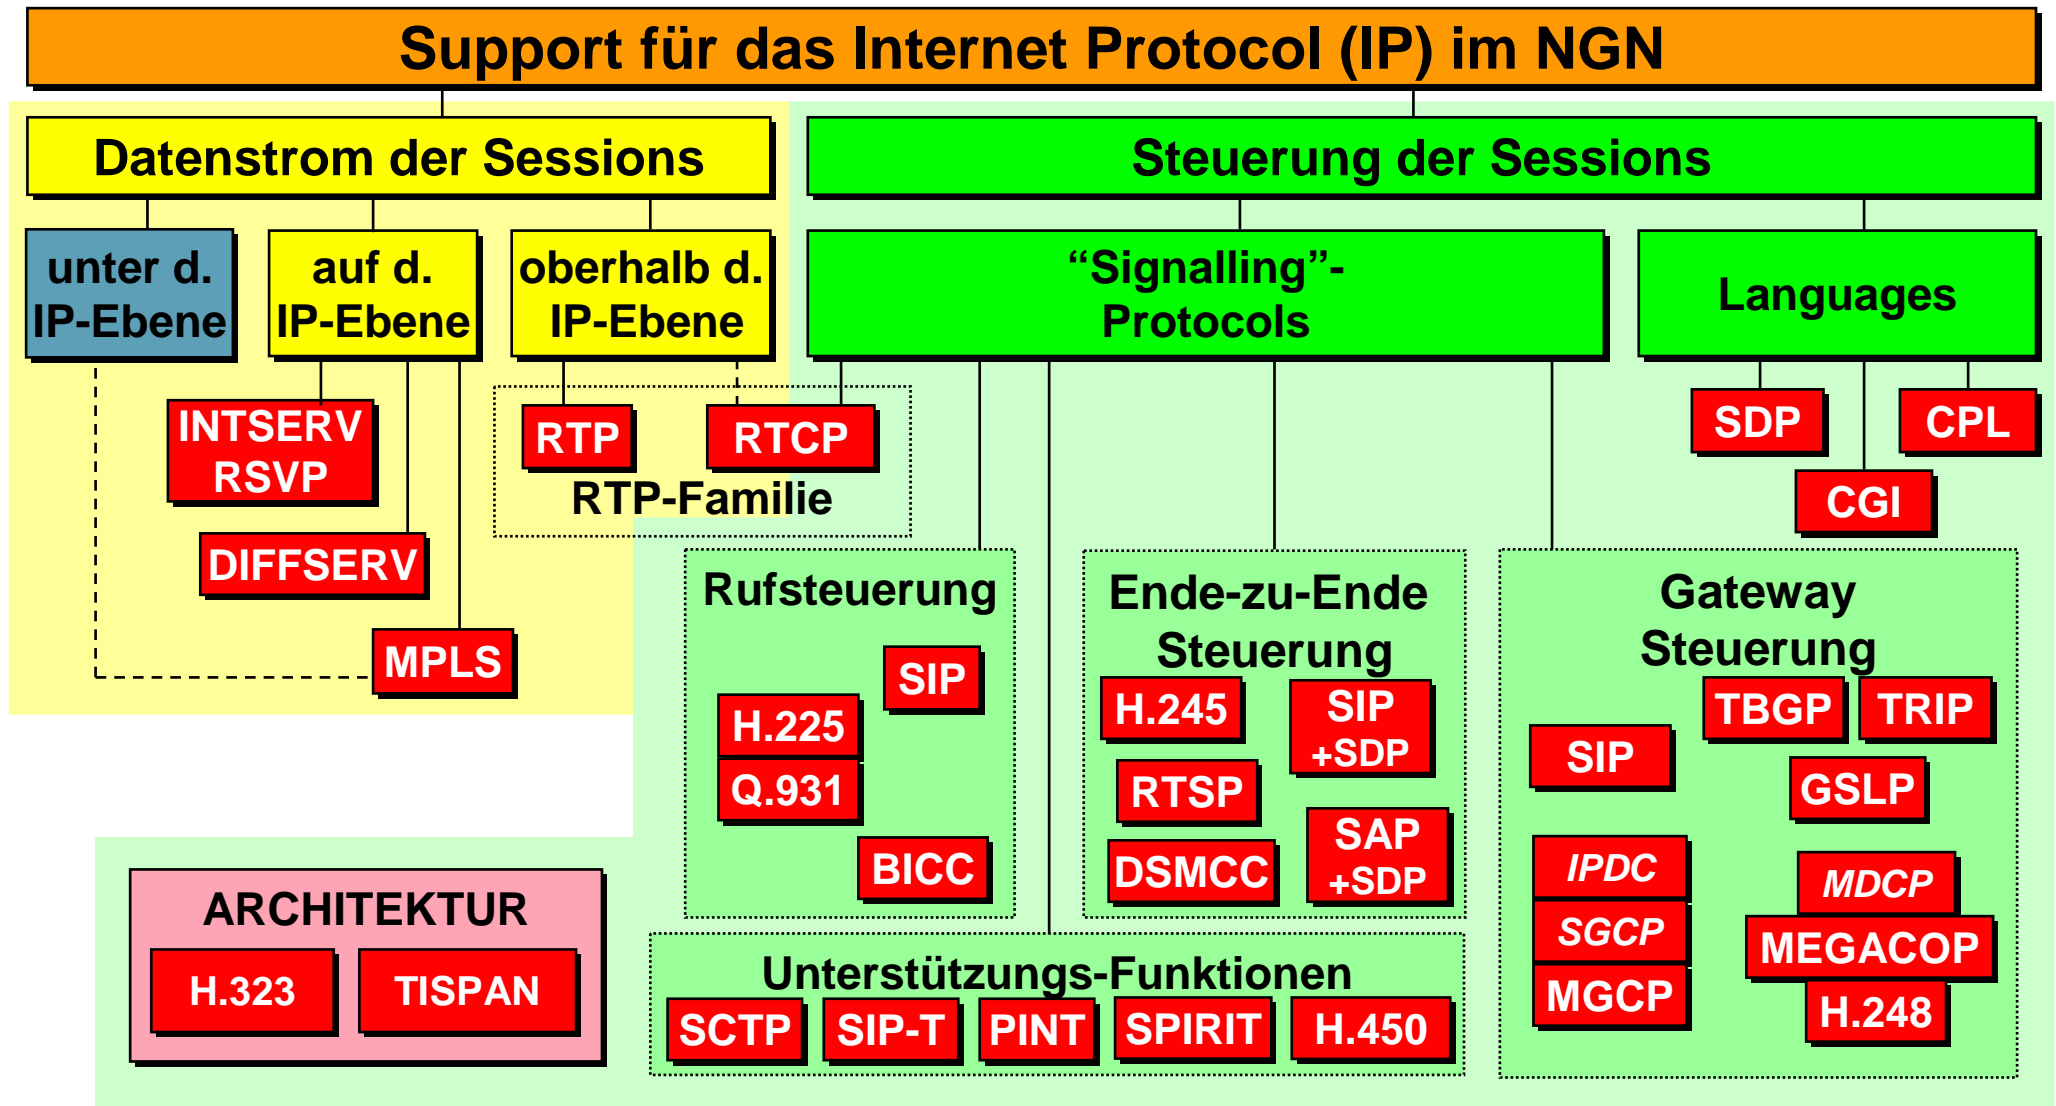 Support für das Internet Protocol (IP) im NGN
Datenstrom der Sessions
Steuerung der Sessions
unter d.
IP-Ebene
auf d.
IP-Ebene
oberhalb d.
IP-Ebene
“Signalling”-
Protocols
Languages
INTSERV
RSVP
DIFFSERV
MPLS
RTP
RTCP
RTP-Familie
SDP
CPL
CGI
Rufsteuerung
SIP
H.225
Q.931
BICC
Ende-zu-Ende
Steuerung
H.245
SIP
+SDP
RTSP
SAP
+SDP
DSMCC
Gateway
Steuerung
TBGP
TRIP
SIP
GSLP
IPDC
MDCP
SGCP
MEGACOP
MGCP
H.248
ARCHITEKTUR
H.323
TISPAN
Unterstützungs-Funktionen
SCTP
SIP-T
PINT
SPIRIT
H.450